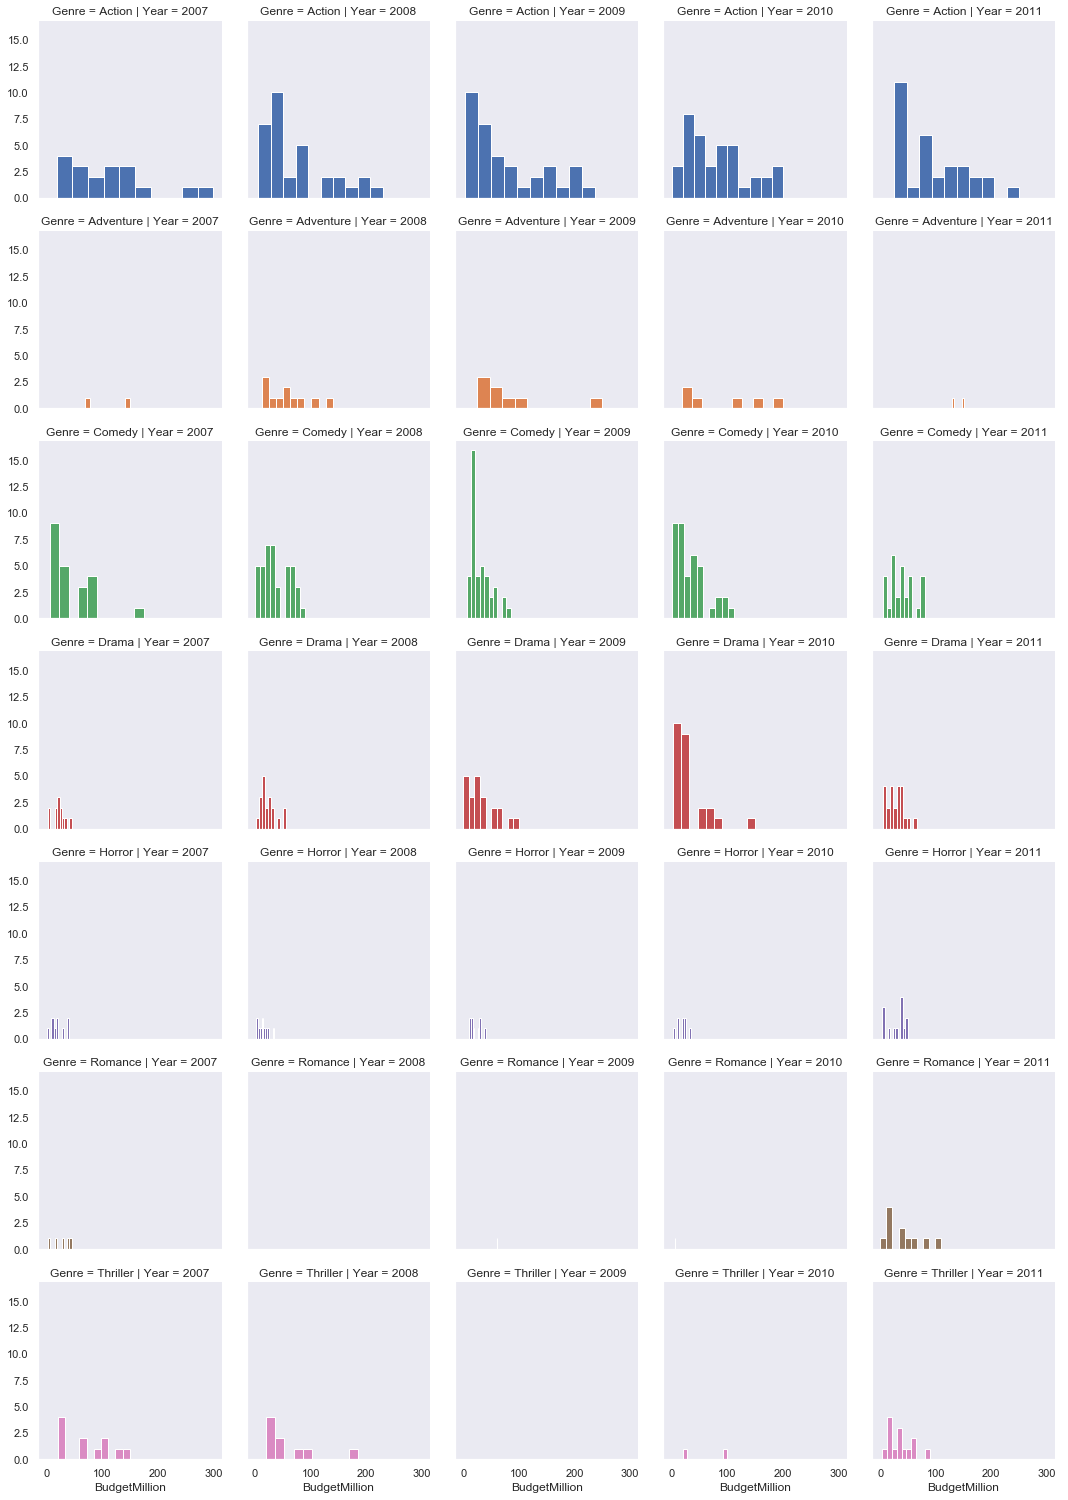 Genre = Action | Year = 2007
Genre = Action | Year = 2008
Genre = Action | Year = 2009
Genre = Action | Year = 2010
Genre = Action | Year = 2011
15.0
12.5
10.0
7.5
5.0
2.5
0.0
Genre = Adventure | Year = 2007
Genre = Adventure | Year = 2008
Genre = Adventure | Year = 2009
Genre = Adventure | Year = 2010
Genre = Adventure | Year = 2011
15.0
12.5
10.0
7.5
5.0
2.5
0.0
Genre = Comedy | Year = 2007
Genre = Comedy | Year = 2008
Genre = Comedy | Year = 2009
Genre = Comedy | Year = 2010
Genre = Comedy | Year = 2011
15.0
12.5
10.0
7.5
5.0
2.5
0.0
Genre = Drama | Year = 2007
Genre = Drama | Year = 2008
Genre = Drama | Year = 2009
Genre = Drama | Year = 2010
Genre = Drama | Year = 2011
15.0
12.5
10.0
7.5
5.0
2.5
0.0
Genre = Horror | Year = 2007
Genre = Horror | Year = 2008
Genre = Horror | Year = 2009
Genre = Horror | Year = 2010
Genre = Horror | Year = 2011
15.0
12.5
10.0
7.5
5.0
2.5
0.0
Genre = Romance | Year = 2007
Genre = Romance | Year = 2008
Genre = Romance | Year = 2009
Genre = Romance | Year = 2010
Genre = Romance | Year = 2011
15.0
12.5
10.0
7.5
5.0
2.5
0.0
Genre = Thriller | Year = 2007
Genre = Thriller | Year = 2008
Genre = Thriller | Year = 2009
Genre = Thriller | Year = 2010
Genre = Thriller | Year = 2011
15.0
12.5
10.0
7.5
5.0
2.5
0.0
0 100 200 300
0 100 200 300
0 100 200 300
0 100 200 300
0 100 200 300
BudgetMillion
BudgetMillion
BudgetMillion
BudgetMillion
BudgetMillion